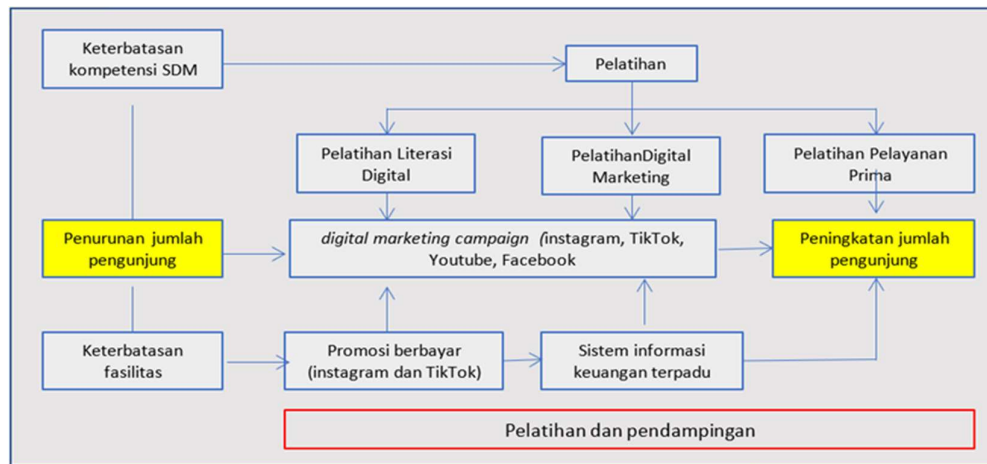 Keterbatasan
kompetensi SDM
Pelatihan
Pelatihan Literasi
Digital
PelatihanDigital
Marketing
Pelatihan Pelayanan
Prima
Penurunan jumlah
pengunjung
digital marketing campaign (instagram, TikTok,
Youtube, Facebook
Peningkatan jumlah
pengunjung
Keterbatasan
fasilitas
Promosi berbayar
(instagram dan TikTok)
Sistem informasi
keuangan terpadu
Pelatihan dan pendampingan